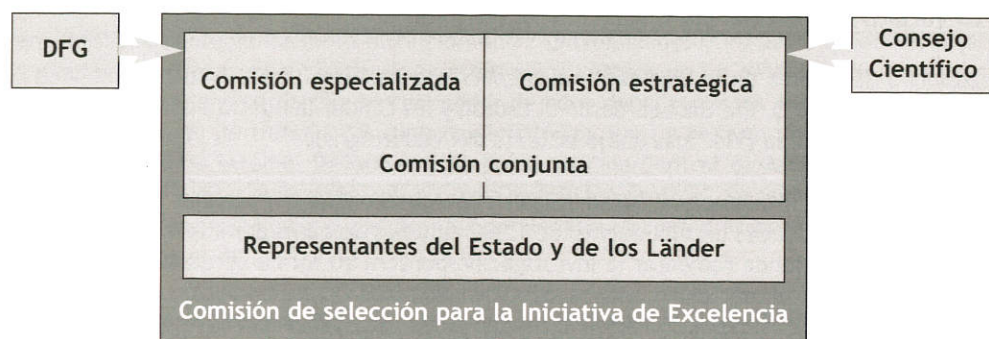 DFG
Consejo
Científico
Comisión especializada
Comisión estratégica
Comisión conjunta
Representantes del Estado y de los Länder
Comisión de selección para la Iniciativa de Excelencia